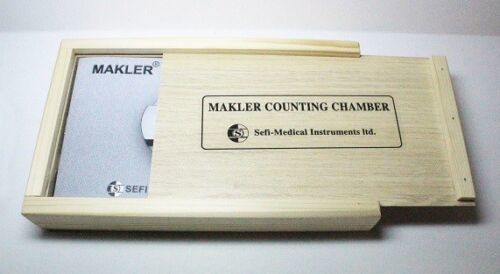 MAKLER®
SEFI
MAKLER COUNTING CHAMBER
Sefi-Medical Instruments ltd.